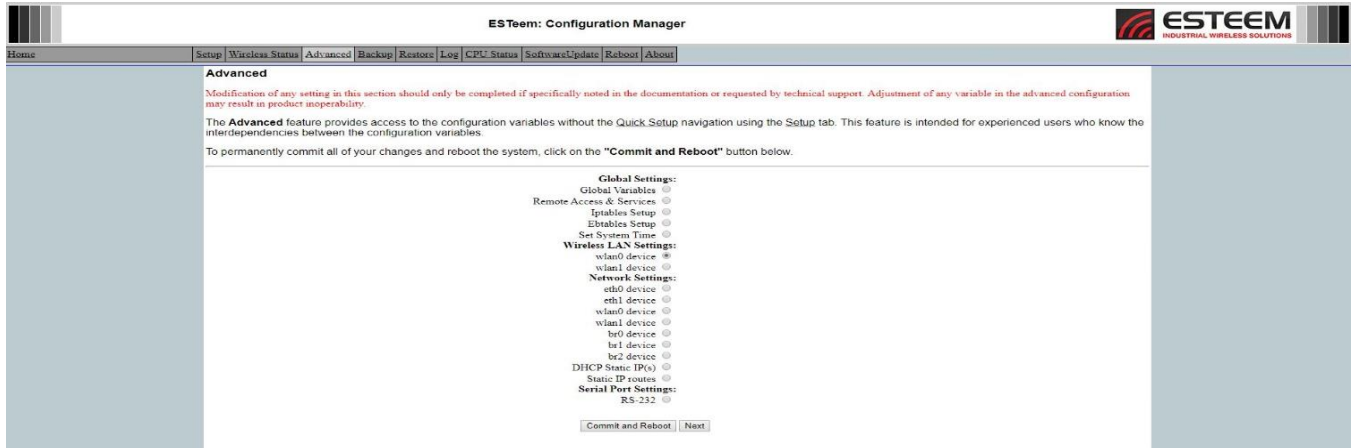 ESTeem: Configuration Manager
ESTEEM
INDUSTRIAL WIRELESS SOLUTIONS
Home
Setup Wireless Status Advanced Backup Restore Log CPU Status SoftwareUpdate Reboot About
Advanced
Modification of any setting in this section should only be completed if specifically noted in the documentation or requested by technical support. Adjustment of any variable in the advanced configuration
may result in product inoperability.
The Advanced feature provides access to the configuration variables without the Quick Setup navigation using the Setup tab. This feature is intended for experienced users who know the
interdependencies between the configuration variables.
To permanently commit all of your changes and reboot the system, click on the "Commit and Reboot" button below.
Global Settings:
Global Variables
Remote Access & Services
Iptables Setup
Ebtables Setup
Set System Time
Wireless LAN Settings:
wlan0 device
wlan1 device
Network Settings:
eth0 device
eth1 device
wlan0 device
wlan1 device
br0 device
br1 device
br2 device
DHCP Static IP(s)
Static IP routes
Serial Port Settings:
RS-232
Commit and Reboot Next